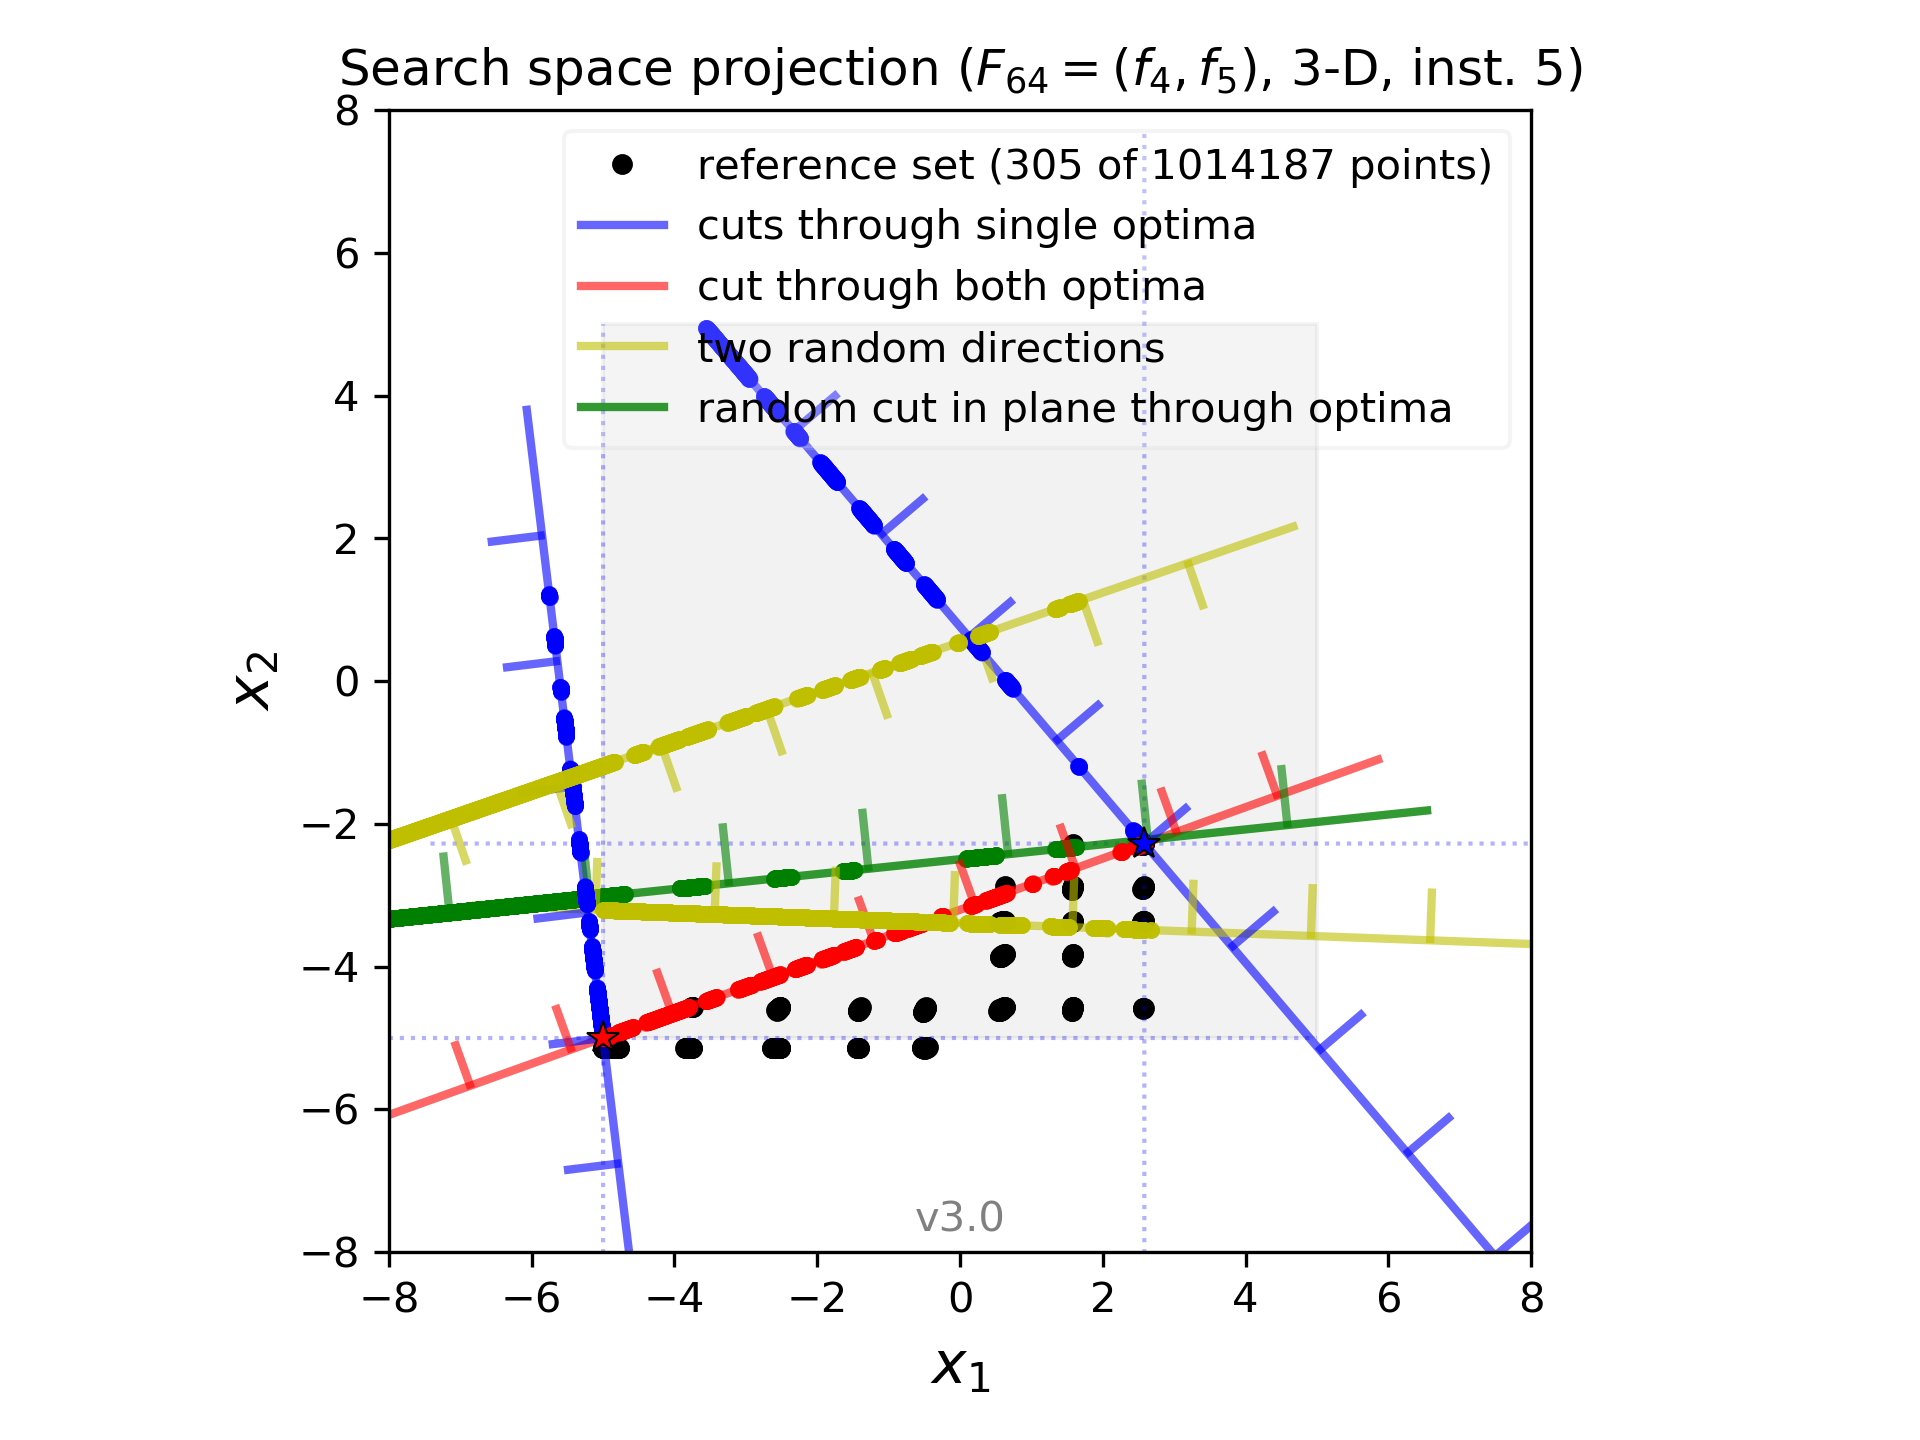 Search space projection (F64 = (f4, f5), 3-D, inst. 5)
reference set (305 of 1014187 points)
cuts through single optima
cut through both optima
two random directions
random cut in plane through optima
8
6
4
2
0
−2
−4
−6
−8
x2
v3.0
−8 −6 −4 −2 0 2 4 6 8
x1